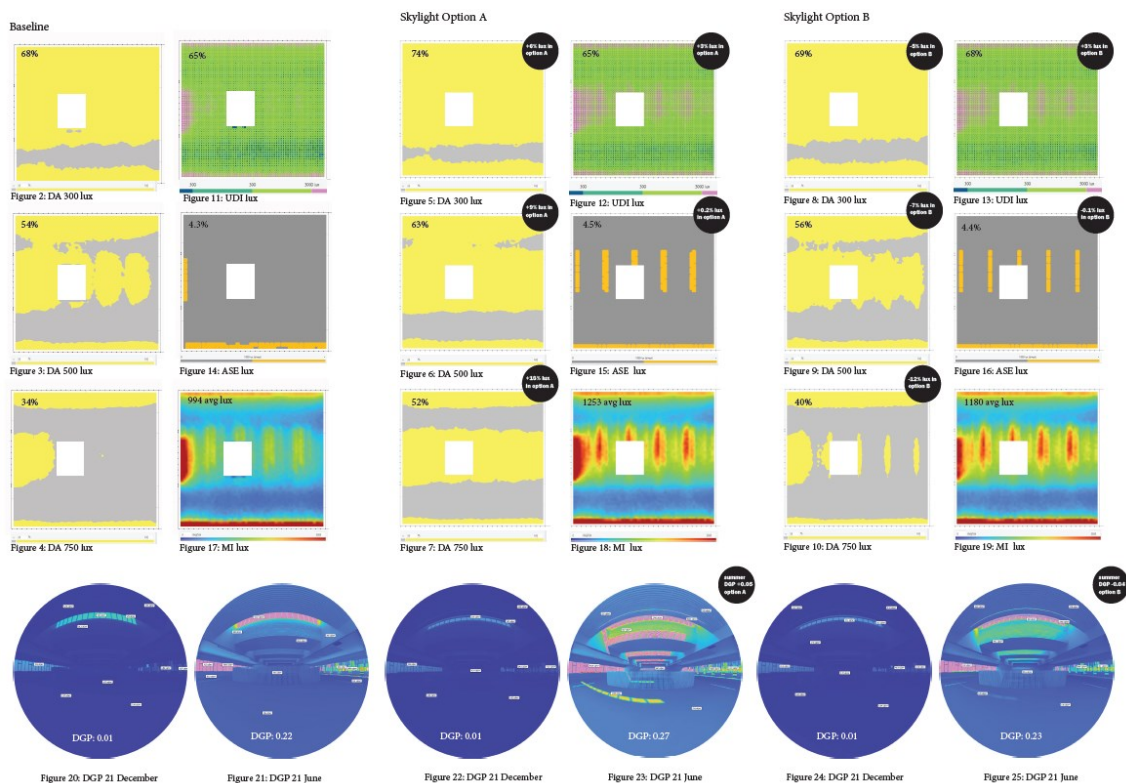 Baseline
Skylight Option A
Skylight Option B
68%
65%
74%
+6% lux in
option A
65%
+3% lux in
option A
69%
-5% lux in
option B
68%
+3% lux in
option B
Figure 2: DA 300 lux
Figure 11: UDI lux
Figure 5: DA 300 lux
Figure 12: UDI lux
Figure 8: DA 300 lux
Figure 13: UDI lux
54%
4.3%
63%
+9% lux in
option A
4.5%
+0.2% lux
in option A
56%
-7% lux in
option B
4.4%
-0.1% lux
in option B
Figure 3: DA 500 lux
Figure 14: ASE lux
Figure 6: DA 500 lux
Figure 15: ASE lux
Figure 9: DA 500 lux
Figure 16: ASE lux
34%
994 avg lux
52%
in option A
1253 avg lux
40%
-12% lux in
option B
1180 avg lux
Figure 4: DA 750 lux
Figure 17: MI lux
Figure 7: DA 750 lux
Figure 18: MI lux
Figure 10: DA 750 lux
Figure 19: MI lux
summer
DGP +0.05
option A
summer
DGP -0.04
option B
DGP: 0.01
DGP: 0.22
DGP: 0.01
DGP: 0.27
DGP: 0.01
DGP: 0.23
Figure 20: DGP 21 December
Figure 21: DGP 21 June
Figure 22: DGP 21 December
Figure 23: DGP 21 June
Figure 24: DGP 21 December
Figure 25: DGP 21 June